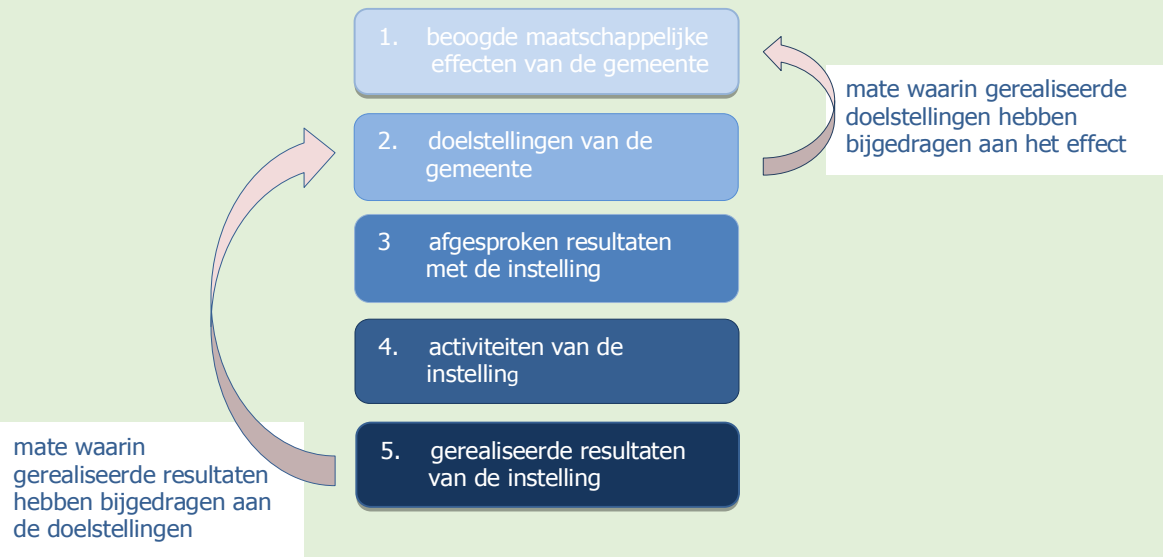 1. beoogde maatschappelijke
effecten van de gemeente
mate waarin gerealiseerde
doelstellingen hebben
bijgedragen aan het effect
2. doelstellingen van de
gemeente
3 afgesproken resultaten
met de instelling
4. activiteiten van de
instelling
5. gerealiseerde resultaten
van de instelling
mate waarin
gerealiseerde resultaten
hebben bijgedragen aan
de doelstellingen